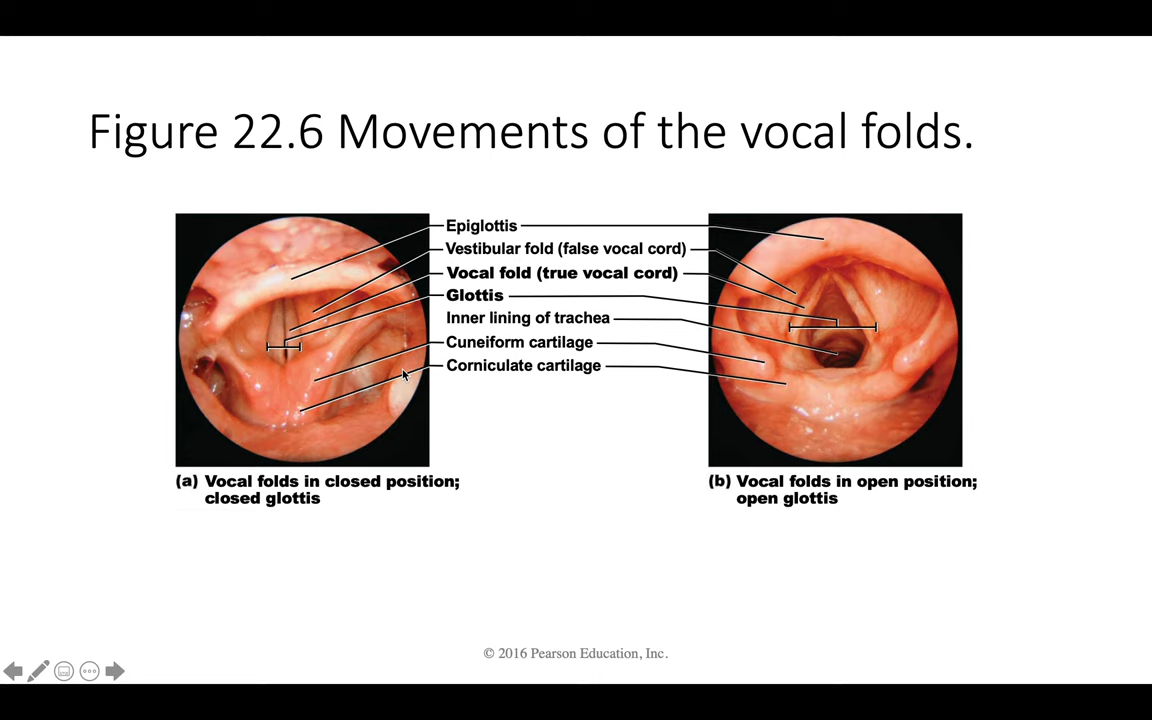 Figure 22.6 Movements of the vocal folds.
Epiglottis
Vestibular fold (false vocal cord)
Vocal fold (true vocal cord)
Glottis
Inner lining of trachea
Cuneiform cartilage
Corniculate cartilage
(a) Vocal folds in closed position;
closed glottis
(b) Vocal folds in open position;
open glottis
© 2016 Pearson Education, Inc.